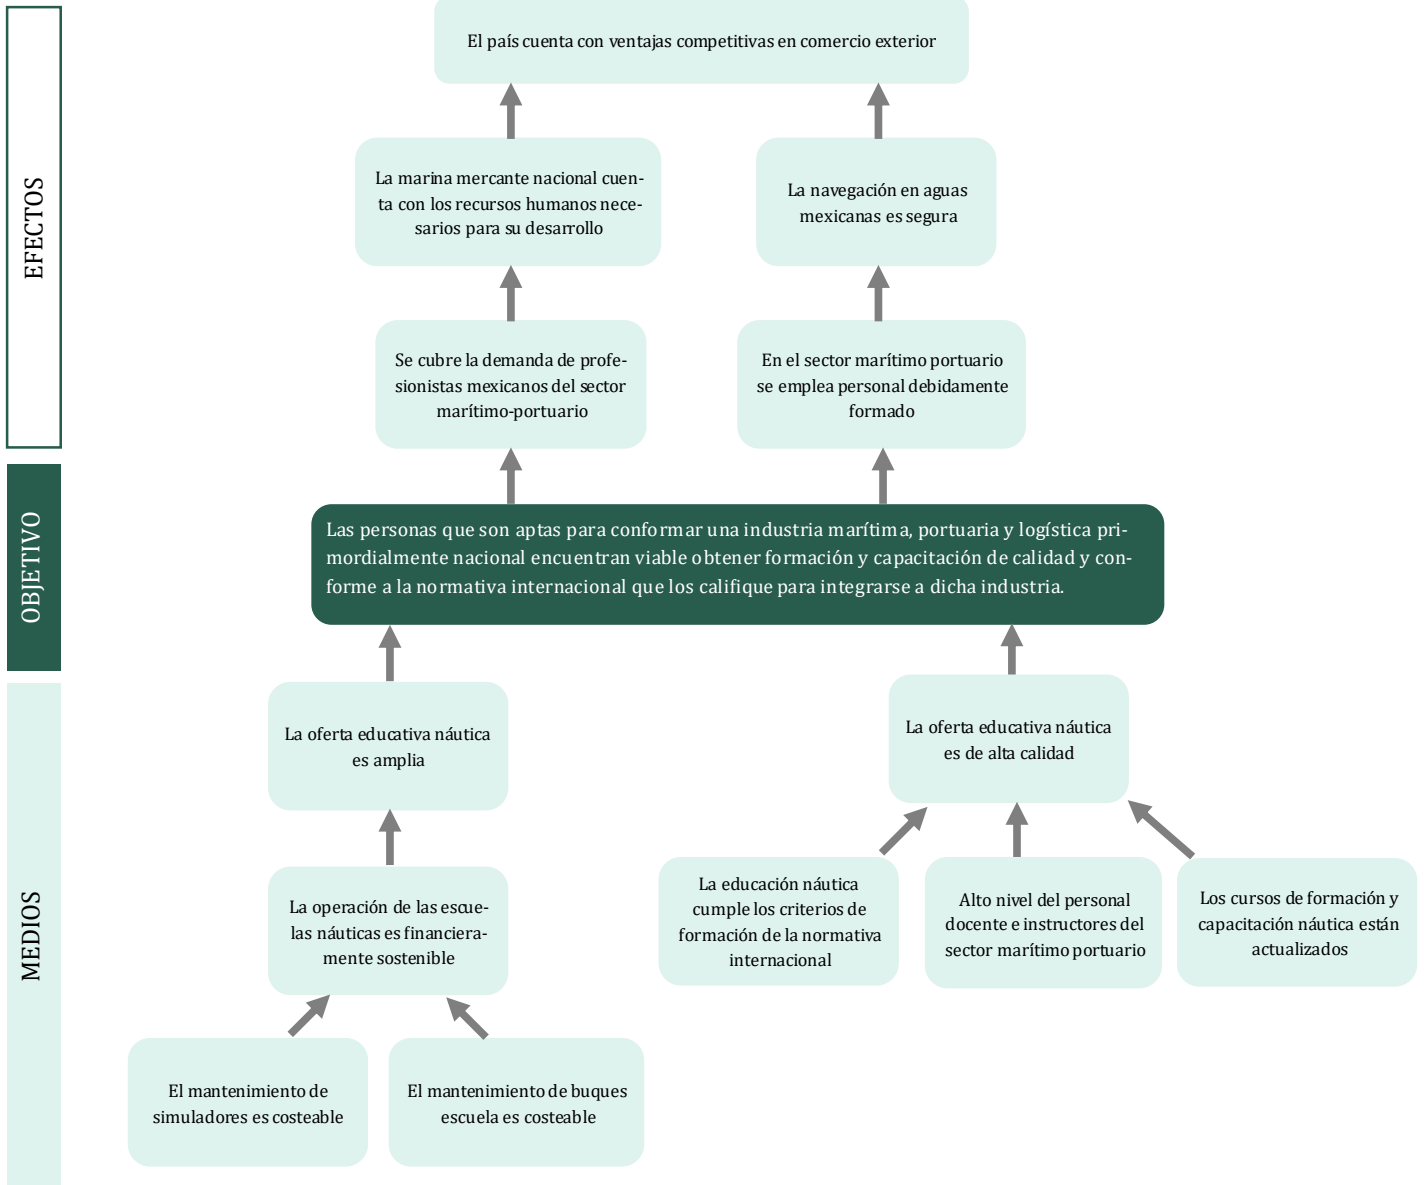 El país cuenta con ventajas competitivas en comercio exterior
EFECTOS
La marina mercante nacional cuen-
ta con los recursos humanos nece-
sarios para su desarrollo
La navegación en aguas
mexicanas es segura
Se cubre la demanda de profe-
sionistas mexicanos del sector
marítimo-portuario
En el sector marítimo portuario
se emplea personal debidamente
formado
OBJETIVO
Las personas que son aptas para conformar una industria marítima, portuaria y logística pri-
mordialmente nacional encuentran viable obtener formación y capacitación de calidad y con-
forme a la normativa internacional que los califique para integrarse a dicha industria.
MEDIOS
La oferta educativa náutica
es amplia
La oferta educativa náutica
es de alta calidad
La operación de las escue-
las náuticas es financiera-
mente sostenible
La educación náutica
cumple los criterios de
formación de la normativa
internacional
Alto nivel del personal
docente e instructores del
sector marítimo portuario
Los cursos de formación y
capacitación náutica están
actualizados
El mantenimiento de
simuladores es costeable
El mantenimiento de buques
escuela es costeable